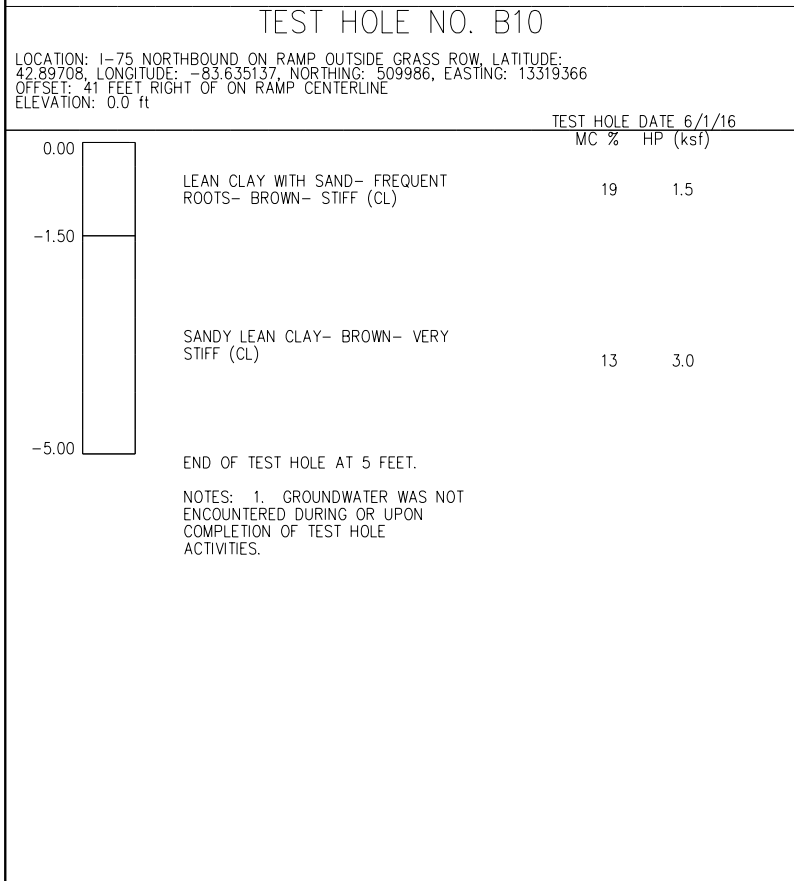 TEST HOLE NO. B10
LOCATION: I-75 NORTHBOUND ON RAMP OUTSIDE GRASS ROW, LATITUDE:
42.89708, LONGITUDE: -83.635137, NORTHING: 509986, EASTING: 13319366
OFFSET: 41 FEET RIGHT OF ON RAMP CENTERLINE
ELEVATION: 0.0 ft
TEST HOLE DATE 6/1/16
MC % HP (ksf)
0.00
LEAN CLAY WITH SAND- FREQUENT
ROOTS- BROWN- STIFF (CL)
19 1.5
-1.50
SANDY LEAN CLAY- BROWN- VERY
STIFF (CL)
13 3.0
-5.00
END OF TEST HOLE AT 5 FEET.
NOTES: 1. GROUNDWATER WAS NOT
ENCOUNTERED DURING OR UPON
COMPLETION OF TEST HOLE
ACTIVITIES.